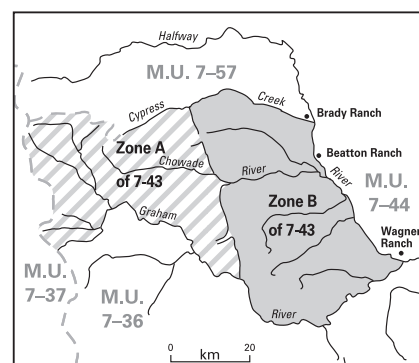 Halfway
M.U. 7–57
Cypress
Creek
Brady Ranch
Zone A
Chowade
River
Beatton Ranch
River
of 7-43
M.U.
7–44
Graham
Zone B
of 7-43
Wagner
Ranch
M.U.
7–37
M.U.
7–36
River
0 20
km